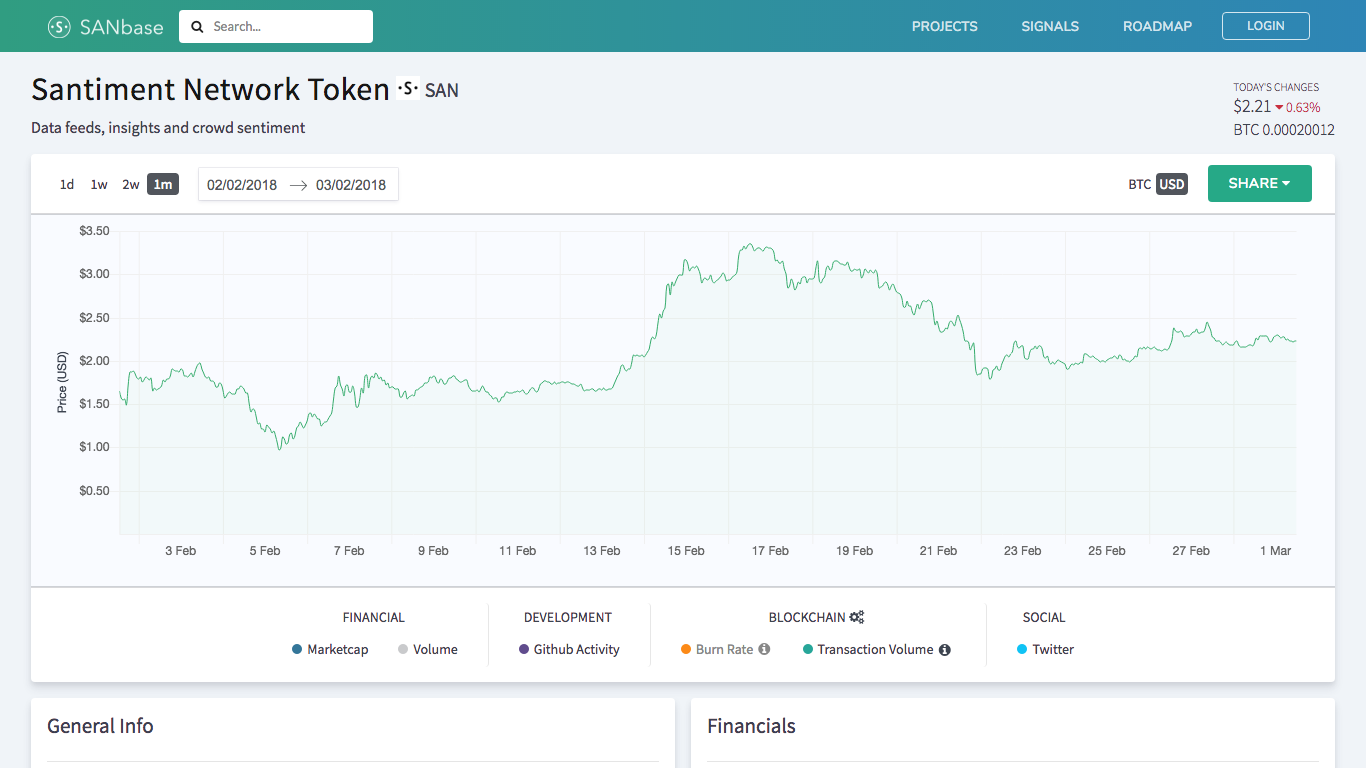 SANbase
Search...
PROJECTS
SIGNALS
ROADMAP
LOGIN
Santiment Network Token ·S· SAN
Data feeds, insights and crowd sentiment
TODAY'S CHANGES
$2.21 0.63%
BTC 0.00020012
1d 1w 2w 1m
02/02/2018 → 03/02/2018
BTC USD
SHARE
$3.50
$3.00
$2.50
$2.00
$1.50
$1.00
$0.50
Price (USD)
3 Feb 5 Feb 7 Feb 9 Feb 11 Feb 13 Feb 15 Feb 17 Feb 19 Feb 21 Feb 23 Feb 25 Feb 27 Feb 1 Mar
FINANCIAL
Marketcap Volume
DEVELOPMENT
Github Activity
BLOCKCHAIN
Burn Rate Transaction Volume
SOCIAL
Twitter
General Info
Financials